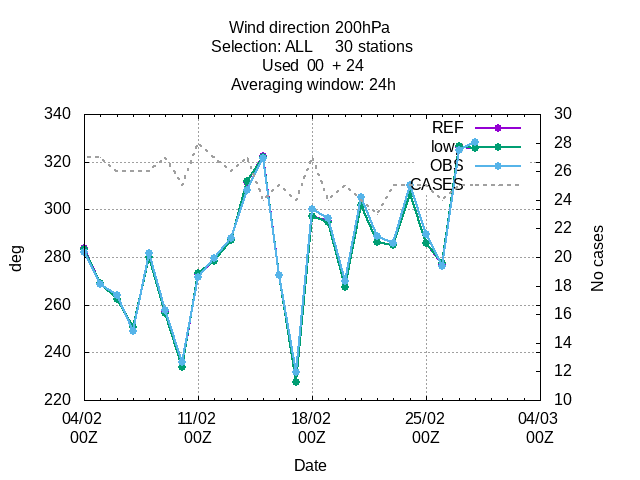 Wind direction 200hPa
Selection: ALL     30 stations
Used  00  + 24
Averaging window: 24h
340 30
REF 28
low
320 OBS 26
CASES
300 24
22
280 20
deg No cases
18
260 16
240 14
12
220 10
04/02 11/02 18/02 25/02 04/03
00Z 00Z 00Z 00Z 00Z
Date